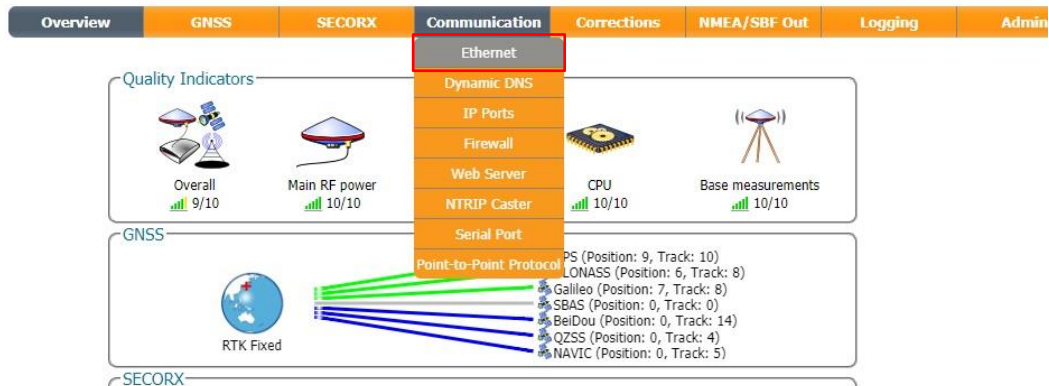 Overview GNSS SECORX Communication Corrections NMEA/SBF Out Logging Admin
Ethernet
Dynamic DNS
IP Ports
Firewall
Web Server
NTRIP Caster
Serial Port
Point-to-Point Protocol
Quality Indicators
Overall
9/10
Main RF power
10/10
CPU
10/10
Base measurements
10/10
GNSS
RTK Fixed
PS (Position: 9, Track: 10)
LONASS (Position: 6, Track: 8)
Galileo (Position: 7, Track: 8)
SBAS (Position: 0, Track: 0)
BeiDou (Position: 0, Track: 14)
QZSS (Position: 0, Track: 4)
NAVIC (Position: 0, Track: 5)
SECORX